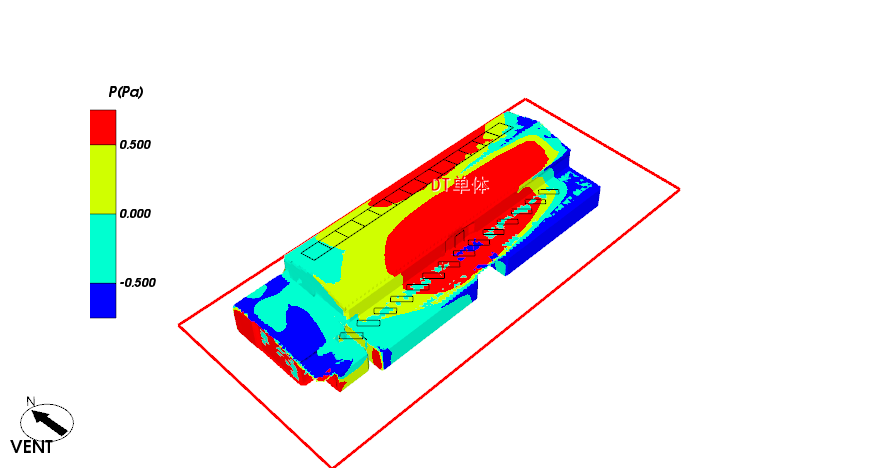 P(Pa)
0.500
0.000
-0.500
DT单体
N
VENT